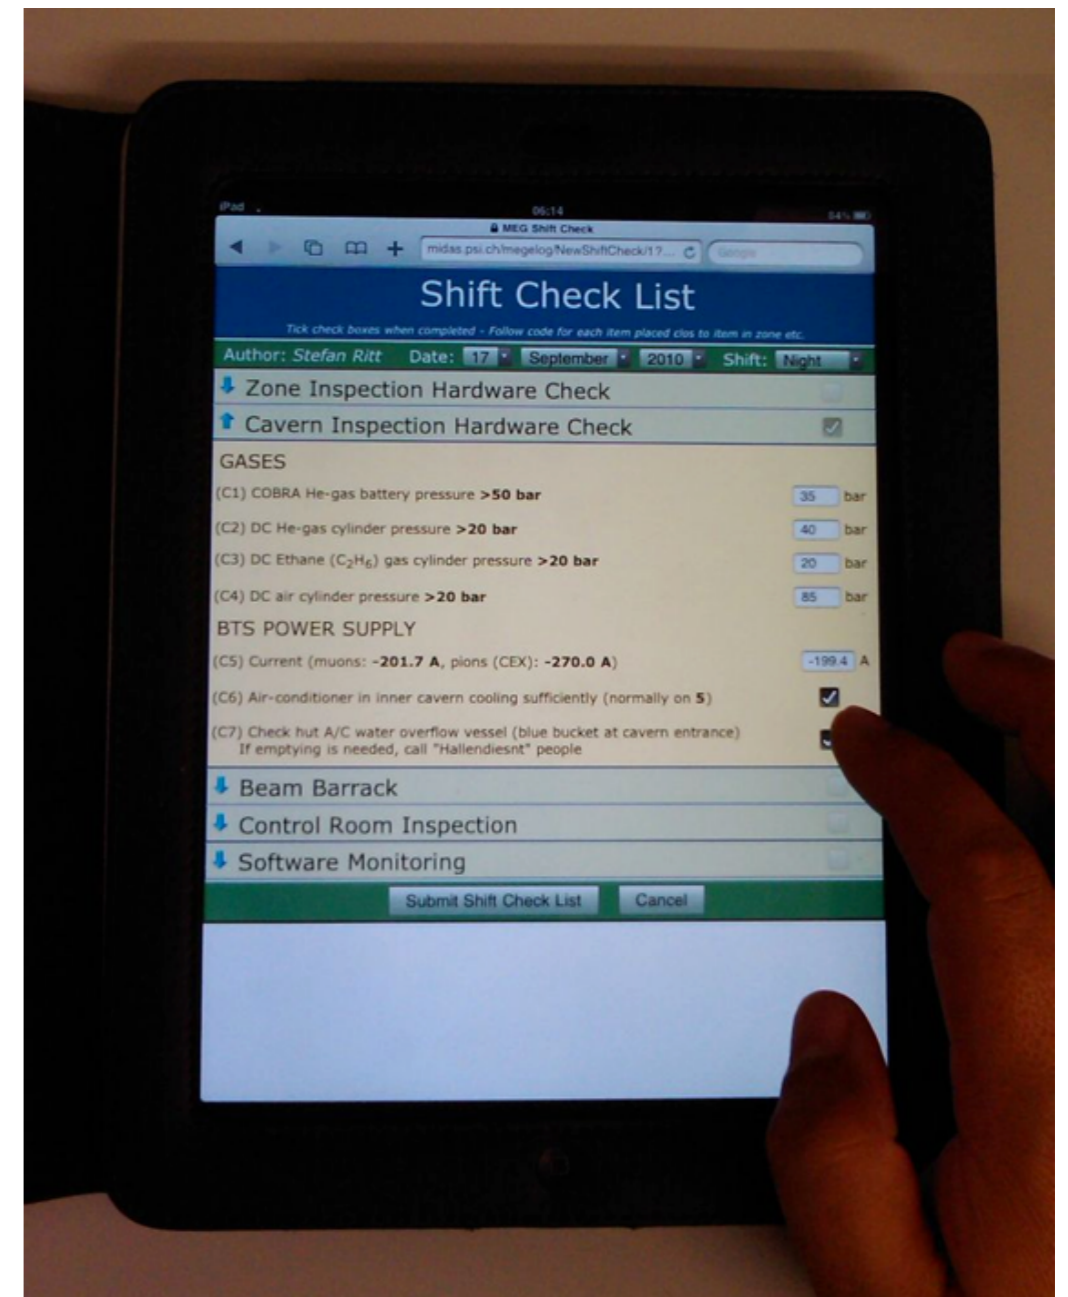 iPad
06:14
84%
MEG Shift Check
midas.psi.ch/megelog/NewShiftCheck/1?...
Google
Shift Check List
Tick check boxes when completed - Follow code for each item placed clos to item in zone etc.
Author: Stefan Ritt Date: 17 September 2010 Shift: Night
Zone Inspection Hardware Check
Cavern Inspection Hardware Check
GASES
(C1) COBRA He-gas battery pressure >50 bar 35 bar
(C2) DC He-gas cylinder pressure >20 bar 40 bar
(C3) DC Ethane (C₂H₆) gas cylinder pressure >20 bar 20 bar
(C4) DC air cylinder pressure >20 bar 85 bar
BTS POWER SUPPLY
(C5) Current (muons: -201.7 A, pions (CEX): -270.0 A) -199.4 A
(C6) Air-conditioner in inner cavern cooling sufficiently (normally on 5)
(C7) Check hut A/C water overflow vessel (blue bucket at cavern entrance)
If emptying is needed, call "Hallendiesnt" people
Beam Barrack
Control Room Inspection
Software Monitoring
Submit Shift Check List Cancel